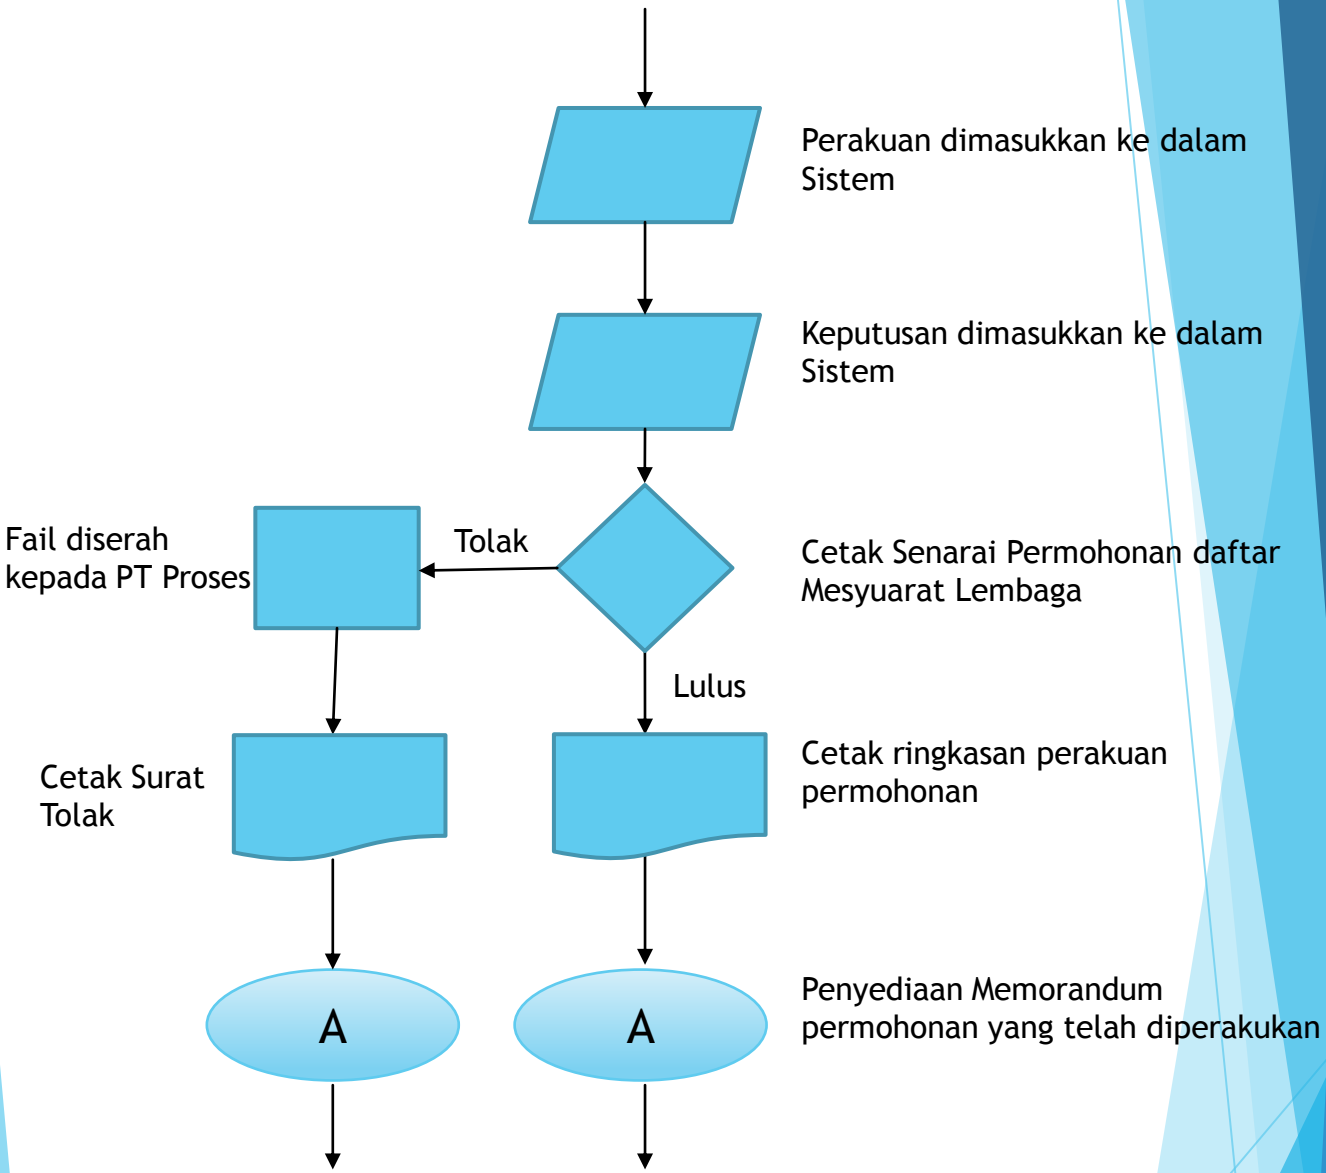 Perakuan dimasukkan ke dalam
Sistem
Keputusan dimasukkan ke dalam
Sistem
Fail diserah
kepada PT Proses
Tolak
Cetak Senarai Permohonan daftar
Mesyuarat Lembaga
Lulus
Cetak Surat
Tolak
Cetak ringkasan perakuan
permohonan
A
A
Penyediaan Memorandum
permohonan yang telah diperakukan